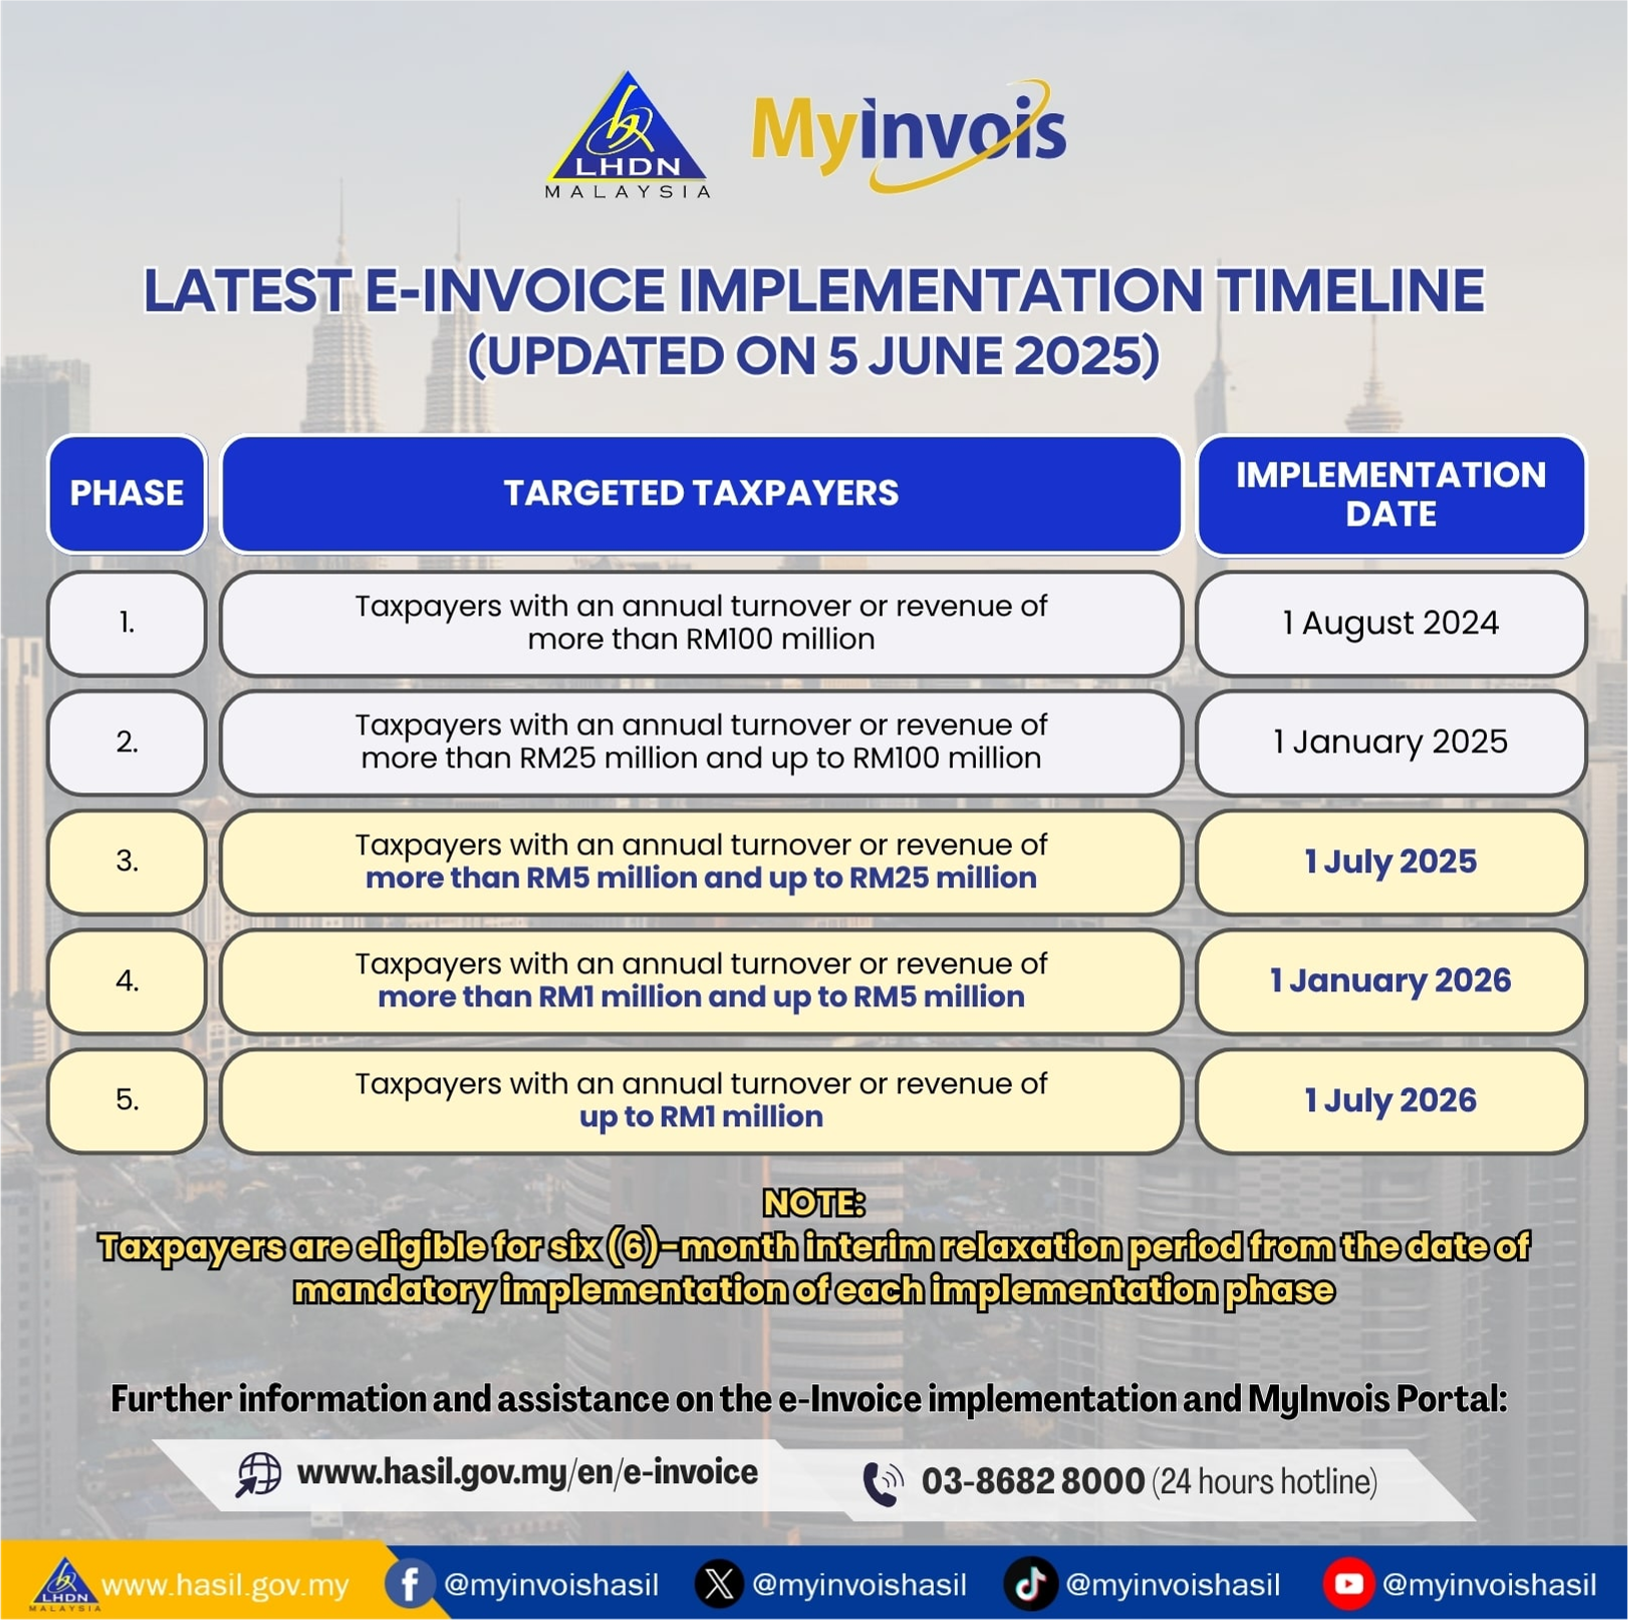 LHDN
MALAYSIA
Myinvois
LATEST E-INVOICE IMPLEMENTATION TIMELINE
(UPDATED ON 5 JUNE 2025)
PHASE
TARGETED TAXPAYERS
IMPLEMENTATION
DATE
1.
Taxpayers with an annual turnover or revenue of
more than RM100 million
1 August 2024
2.
Taxpayers with an annual turnover or revenue of
more than RM25 million and up to RM100 million
1 January 2025
3.
Taxpayers with an annual turnover or revenue of
more than RM5 million and up to RM25 million
1 July 2025
4.
Taxpayers with an annual turnover or revenue of
more than RM1 million and up to RM5 million
1 January 2026
5.
Taxpayers with an annual turnover or revenue of
up to RM1 million
1 July 2026
NOTE:
Taxpayers are eligible for six (6)-month interim relaxation period from the date of
mandatory implementation of each implementation phase
Further information and assistance on the e-Invoice implementation and MyInvois Portal:
www.hasil.gov.my/en/e-invoice
03-8682 8000 (24 hours hotline)
LHDN
MALAYSIA
www.hasil.gov.my
@myinvoishasil
@myinvoishasil
@myinvoishasil
@myinvoishasil